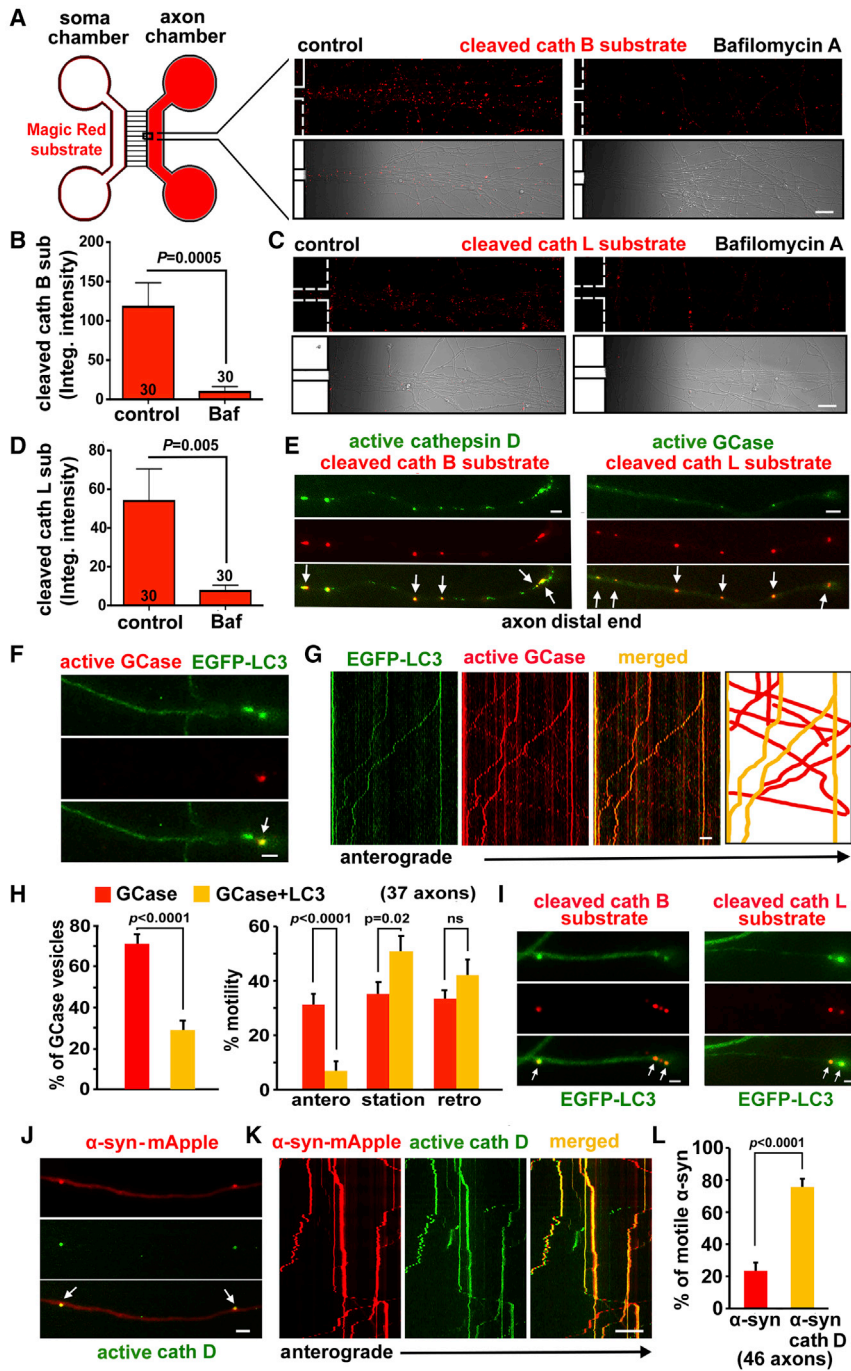 A
soma chamber
axon chamber
Magic Red substrate
control
cleaved cath B substrate
Bafilomycin A
B
cleaved cath B sub
(Integ. intensity)
200
150
100
50
0
P=0.0005
30
30
control
Baf
C
control
cleaved cath L substrate
Bafilomycin A
D
cleaved cath L sub
(Integ. intensity)
80
60
40
20
0
P=0.005
30
30
control
Baf
E
active cathepsin D
cleaved cath B substrate
active GCase
cleaved cath L substrate
axon distal end
F
active GCase
EGFP-LC3
G
EGFP-LC3
active GCase
merged
anterograde
H
GCase
GCase+LC3
(37 axons)
% of GCase vesicles
80
60
40
20
0
p<0.0001
% motility
60
40
20
0
p<0.0001
p=0.02
ns
antero
station
retro
I
cleaved cath B
substrate
cleaved cath L
substrate
EGFP-LC3
EGFP-LC3
J
α-syn-mApple
active cath D
K
α-syn-mApple
active cath D
merged
anterograde
L
% of motile α-syn
100
80
60
40
20
0
p<0.0001
α-syn
α-syn
cath D
(46 axons)